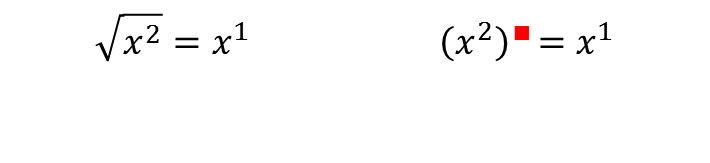 √x² = x¹ (x²)^■ = x¹